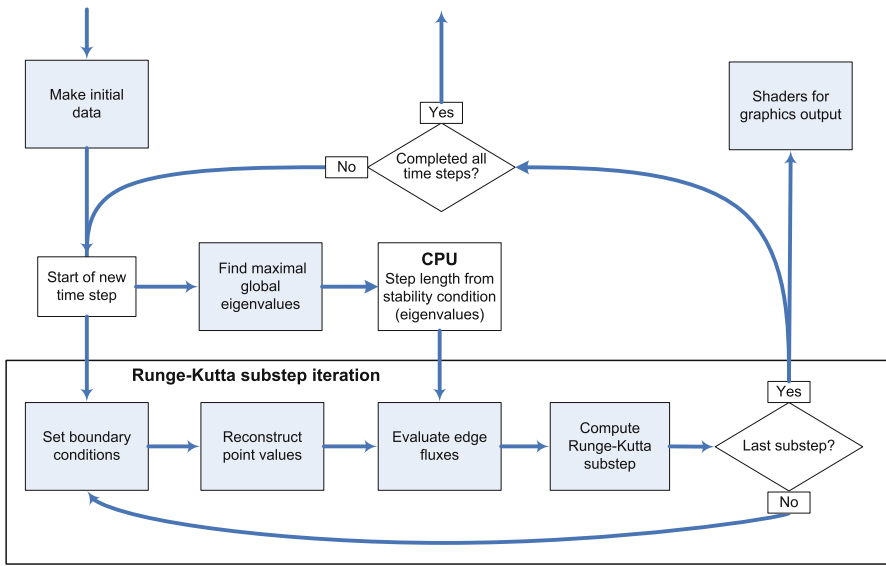 Make initial
data
Yes
Completed all
time steps?
No
Shaders for
graphics output
Start of new
time step
Find maximal
global
eigenvalues
CPU
Step length from
stability condition
(eigenvalues)
Runge-Kutta substep iteration
Set boundary
conditions
Reconstruct
point values
Evaluate edge
fluxes
Compute
Runge-Kutta
substep
Yes
Last substep?
No